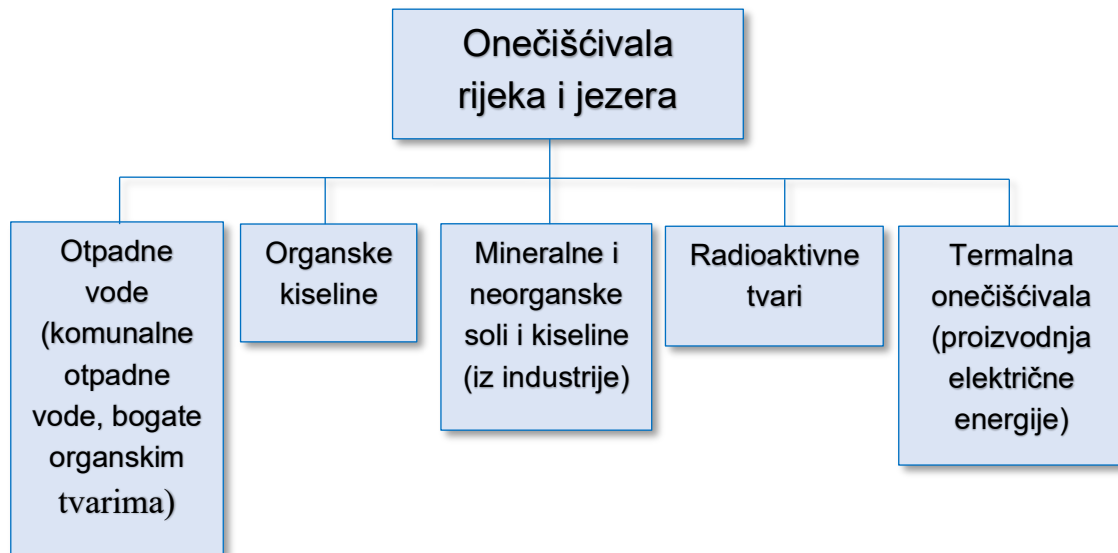 Onečišćivala
rijeka i jezera
Otpadne
vode
(komunalne
otpadne
vode, bogate
organskim
tvarima)
Organske
kiseline
Mineralne i
neorganske
soli i kiseline
(iz industrije)
Radioaktivne
tvari
Termalna
onečišćivala
(proizvodnja
električne
energije)